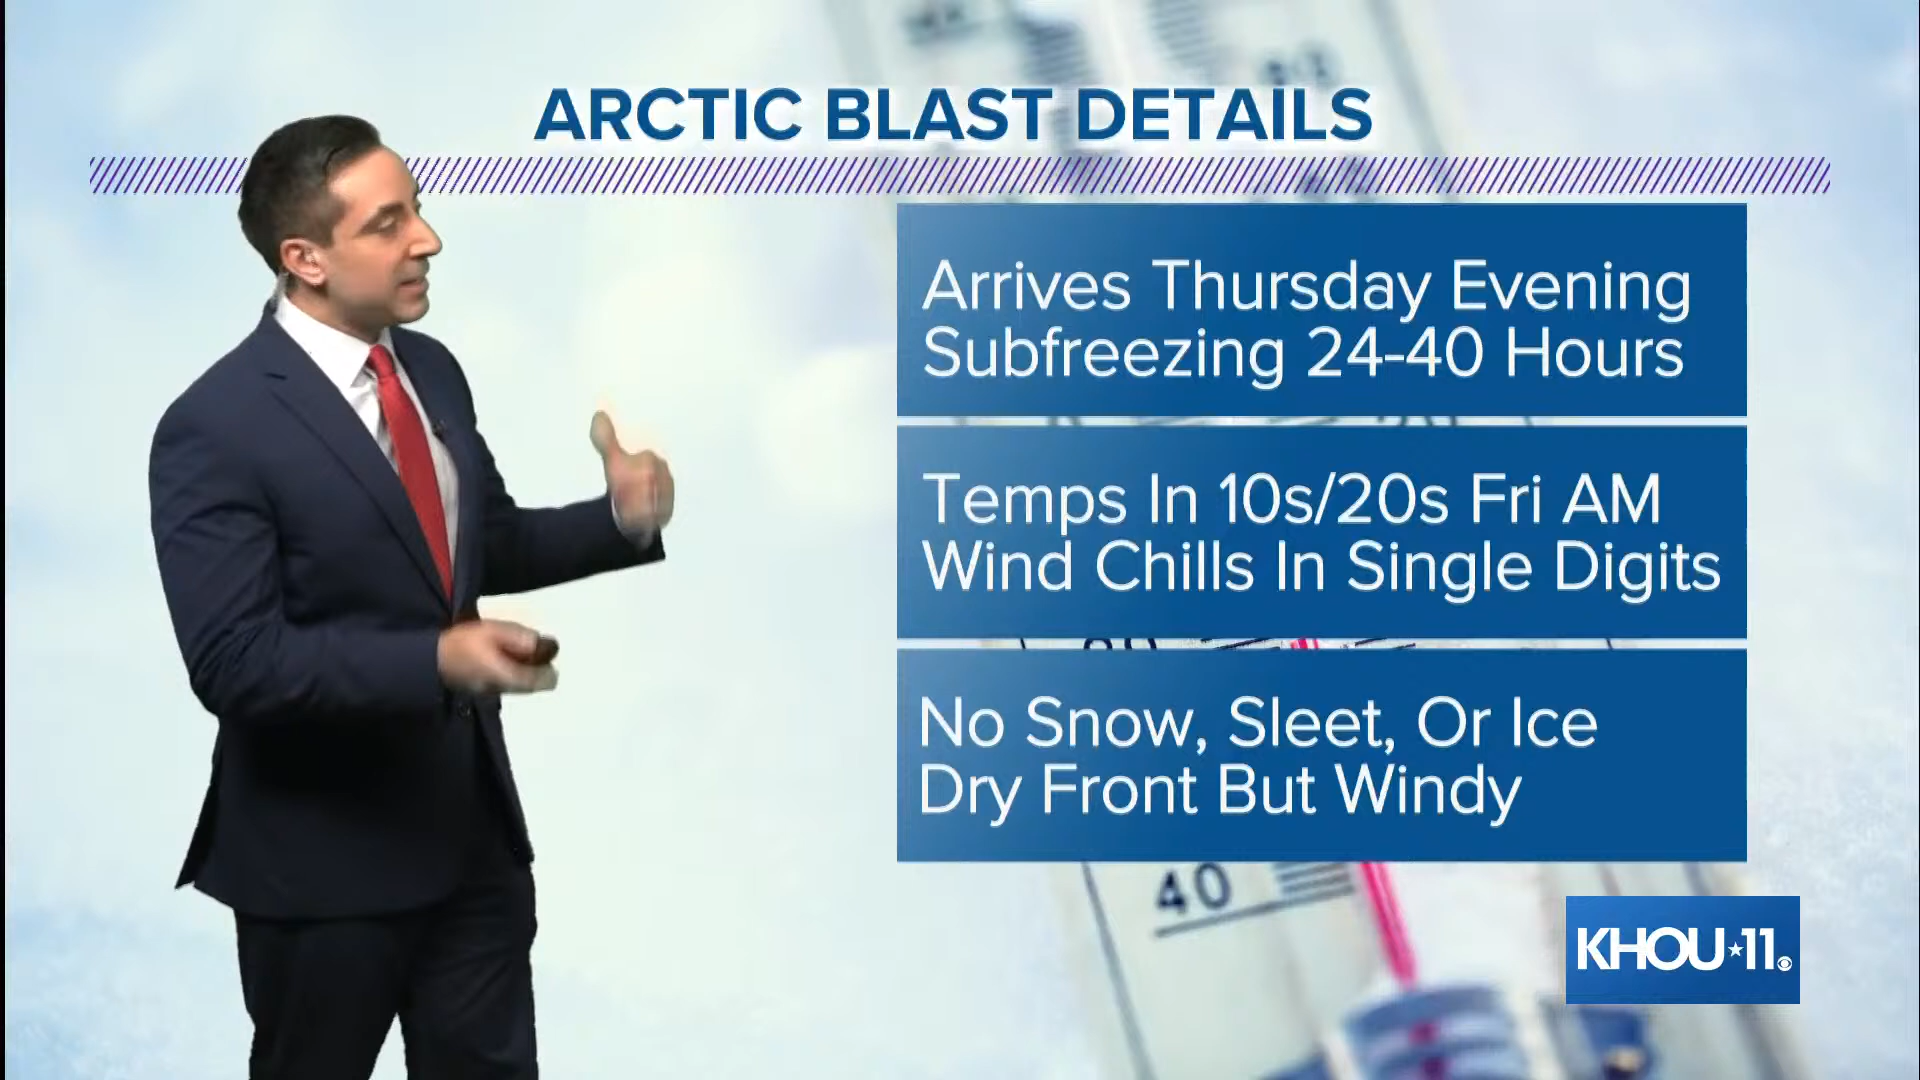 ARCTIC BLAST DETAILS
Arrives Thursday Evening
Subfreezing 24-40 Hours
Temps In 10s/20s Fri AM
Wind Chills In Single Digits
No Snow, Sleet, Or Ice
Dry Front But Windy
40
KHOU★11